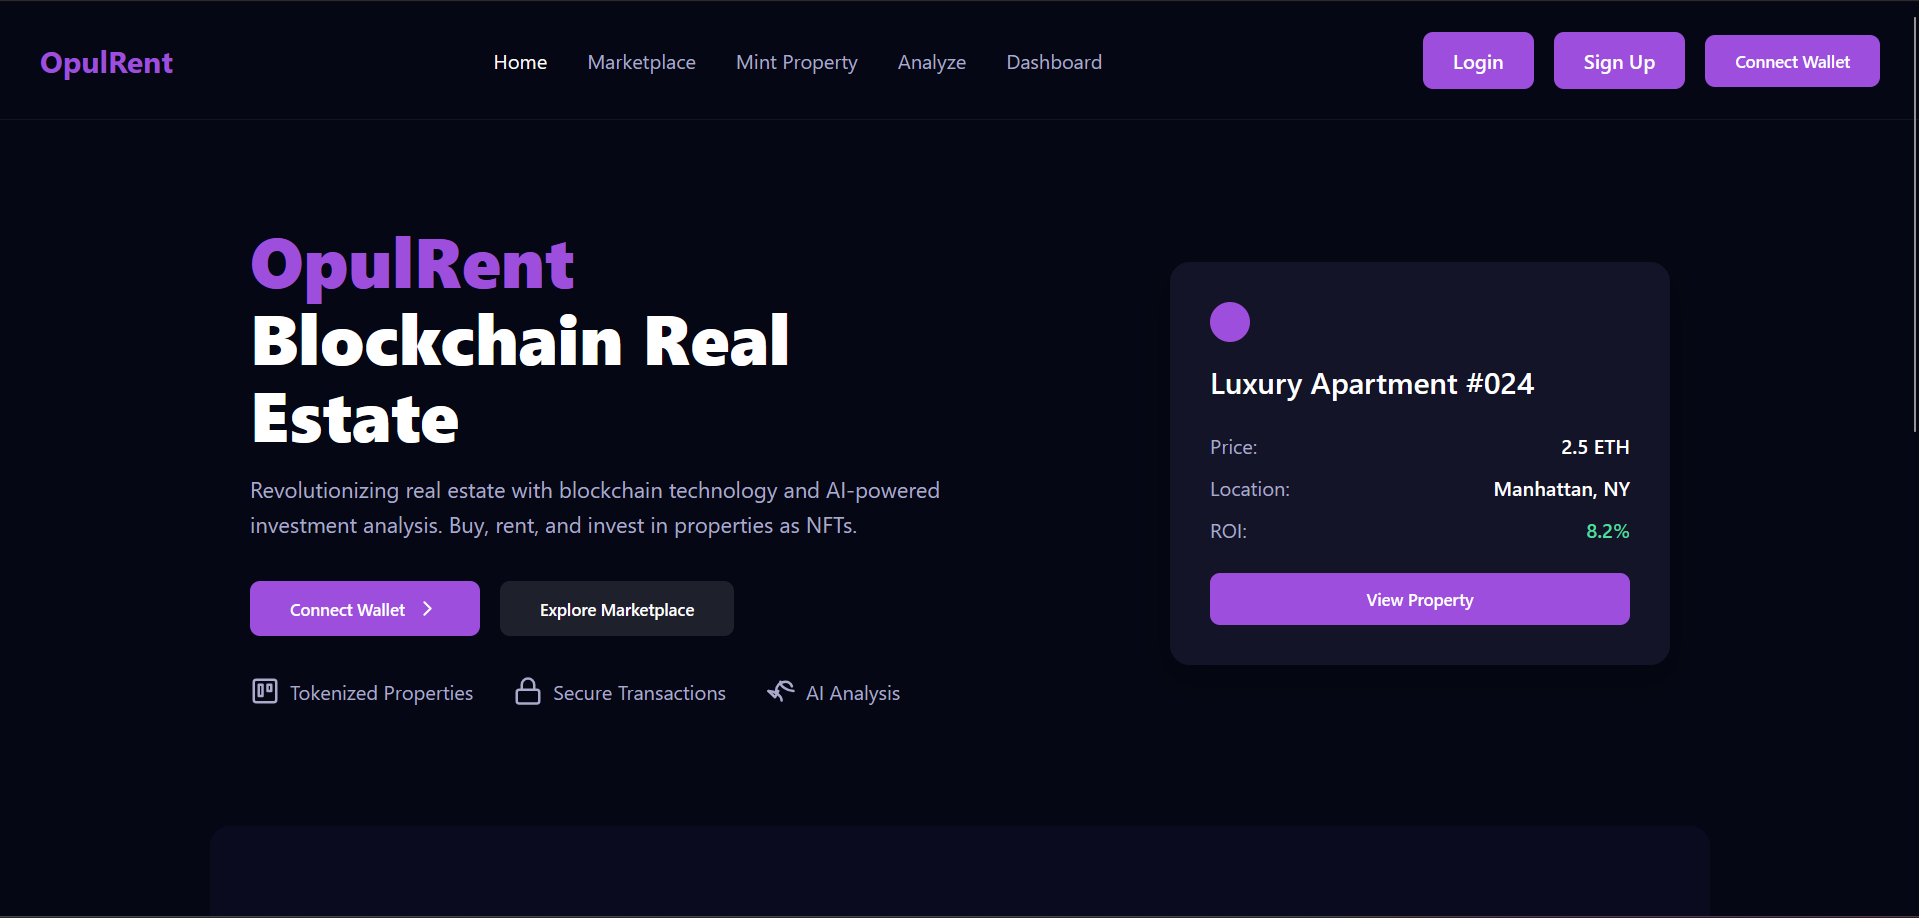 OpulRent
Home Marketplace Mint Property Analyze Dashboard
Login Sign Up Connect Wallet
OpulRent
Blockchain Real
Estate
Revolutionizing real estate with blockchain technology and AI-powered
investment analysis. Buy, rent, and invest in properties as NFTs.
Connect Wallet
Explore Marketplace
Tokenized Properties
Secure Transactions
AI Analysis
Luxury Apartment #024
Price: 2.5 ETH
Location: Manhattan, NY
ROI: 8.2%
View Property